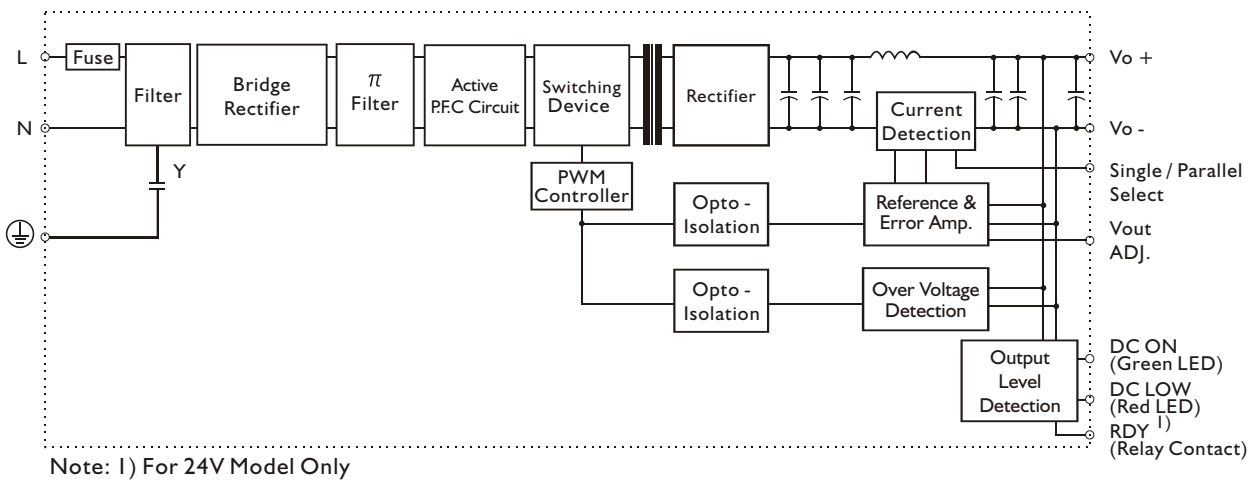 L
Fuse
N
Filter
Bridge
Rectifier
π
Filter
Active
P.F.C Circuit
Switching
Device
Rectifier
Current
Detection
Vo +
Vo -
Y
PWM
Controller
Opto -
Isolation
Reference &
Error Amp.
Single / Parallel
Select
Vout
ADJ.
Opto -
Isolation
Over Voltage
Detection
Output
Level
Detection
DC ON
(Green LED)
DC LOW
(Red LED)
RDY 1)
(Relay Contact)
Note: 1) For 24V Model Only